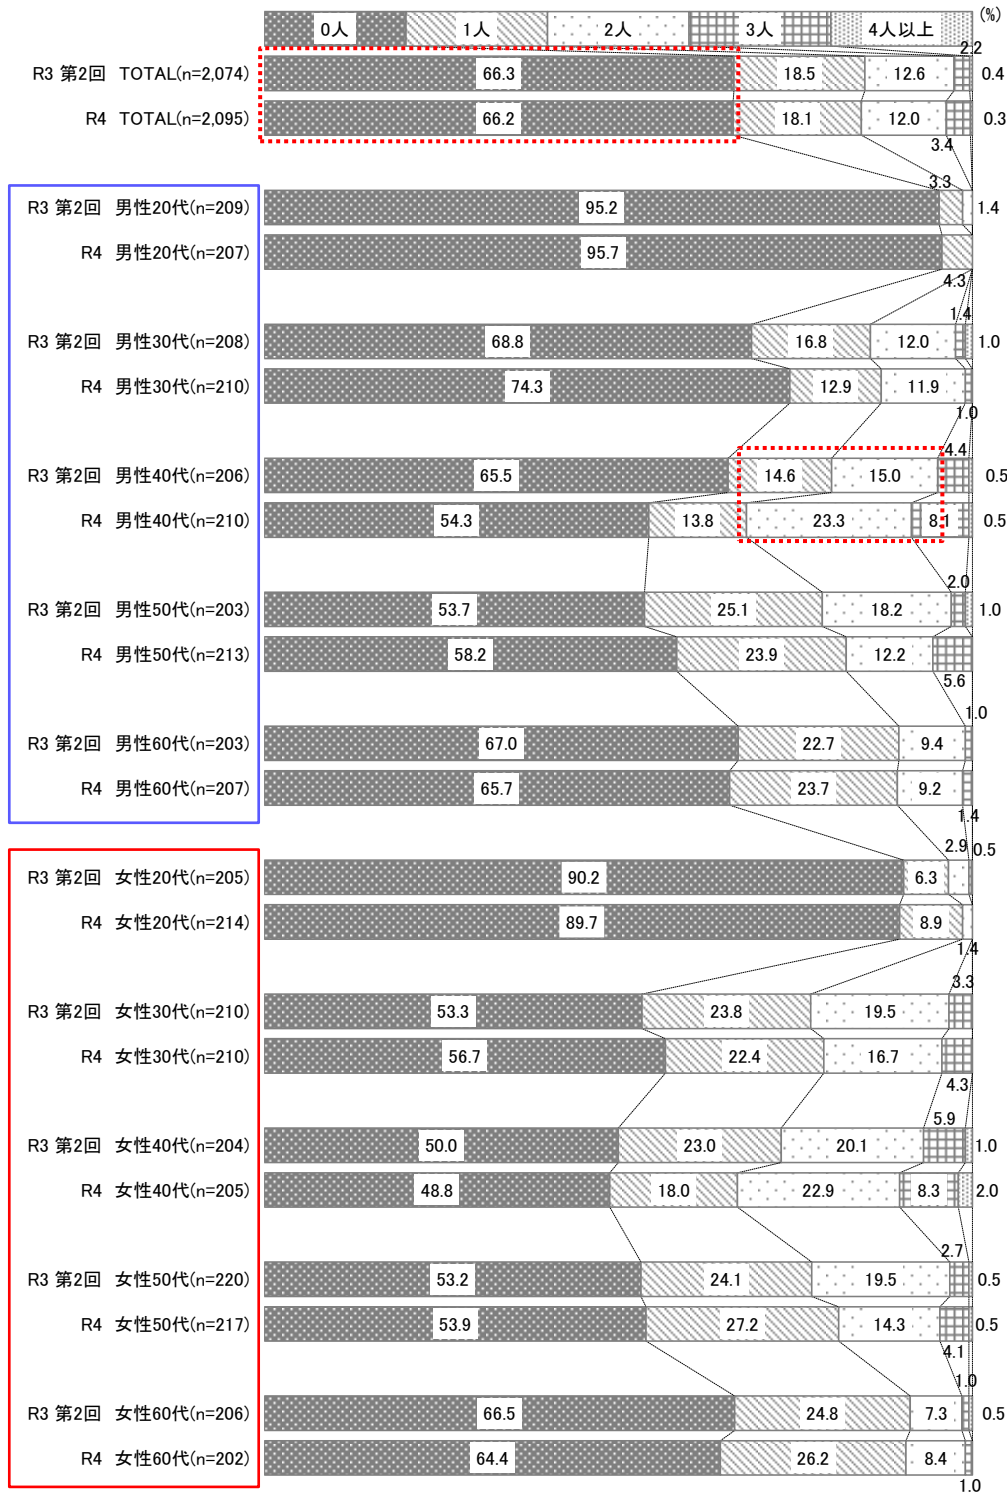 (%)
0人 1人 2人 3人 4人以上
2.2
R3 第2回 TOTAL(n=2,074) 66.3 18.5 12.6 0.4
R4 TOTAL(n=2,095) 66.2 18.1 12.0 0.3
3.4
3.3
R3 第2回 男性20代(n=209) 95.2 1.4
R4 男性20代(n=207) 95.7
4.3
1.4
R3 第2回 男性30代(n=208) 68.8 16.8 12.0 1.0
R4 男性30代(n=210) 74.3 12.9 11.9
1.0
4.4
R3 第2回 男性40代(n=206) 65.5 14.6 15.0 0.5
R4 男性40代(n=210) 54.3 13.8 23.3 8.1 0.5
2.0
R3 第2回 男性50代(n=203) 53.7 25.1 18.2 1.0
R4 男性50代(n=213) 58.2 23.9 12.2
5.6
1.0
R3 第2回 男性60代(n=203) 67.0 22.7 9.4
R4 男性60代(n=207) 65.7 23.7 9.2
1.4
2.9 0.5
R3 第2回 女性20代(n=205) 90.2 6.3
R4 女性20代(n=214) 89.7 8.9
1.4
3.3
R3 第2回 女性30代(n=210) 53.3 23.8 19.5
R4 女性30代(n=210) 56.7 22.4 16.7
4.3
5.9
R3 第2回 女性40代(n=204) 50.0 23.0 20.1 1.0
R4 女性40代(n=205) 48.8 18.0 22.9 8.3 2.0
2.7
R3 第2回 女性50代(n=220) 53.2 24.1 19.5 0.5
R4 女性50代(n=217) 53.9 27.2 14.3 0.5
4.1
1.0
R3 第2回 女性60代(n=206) 66.5 24.8 7.3 0.5
R4 女性60代(n=202) 64.4 26.2 8.4
1.0